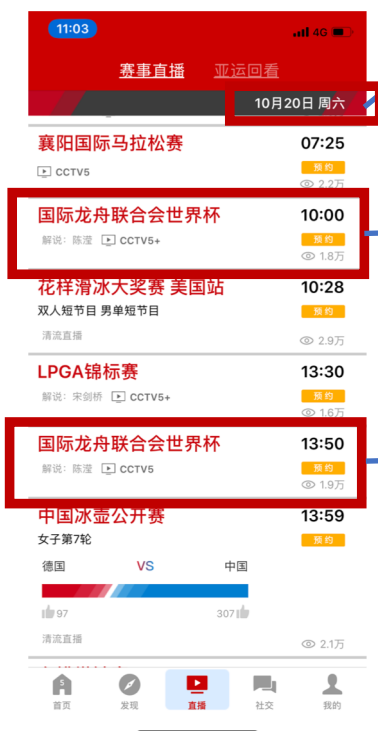 11:03
4G
赛事直播 亚运回看
10月20日 周六
襄阳国际马拉松赛 07:25
CCTV5 预约
2.2万
国际龙舟联合会世界杯 10:00
解说: 陈滢 CCTV5+ 预约
1.8万
花样滑冰大奖赛 美国站 10:28
双人短节目 男单短节目 预约
清流直播 2.9万
LPGA锦标赛 13:30
解说: 宋剑桥 CCTV5+ 预约
1.6万
国际龙舟联合会世界杯 13:50
解说: 陈滢 CCTV5 预约
1.9万
中国冰壶公开赛 13:59
女子第7轮 预约
德国 VS 中国
97 307
清流直播 2.1万
首页 发现 直播 社交 我的